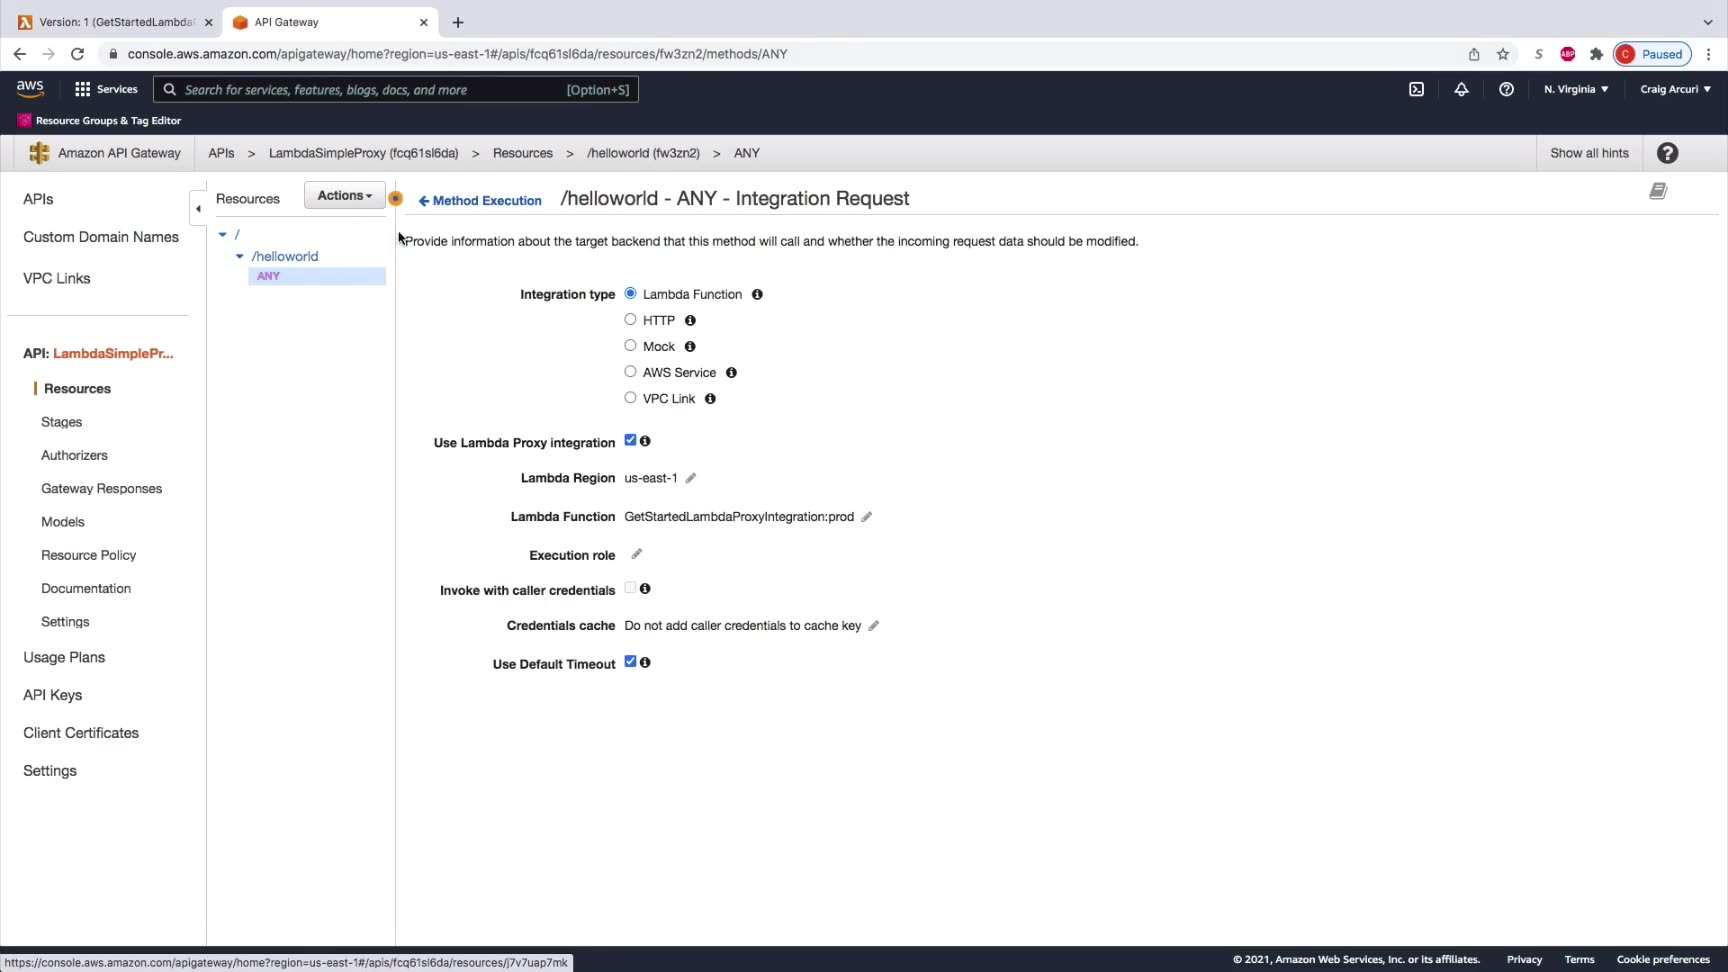 Version: 1 (GetStartedLambdaP
API Gateway
console.aws.amazon.com/apigateway/home?region=us-east-1#/apis/fcq61sl6da/resources/fw3zn2/methods/ANY
S
ABP
C Paused
aws
Services
Search for services, features, blogs, docs, and more [Option+S]
N. Virginia
Craig Arcuri
Resource Groups & Tag Editor
Amazon API Gateway
APIs > LambdaSimpleProxy (fcq61sl6da) > Resources > /helloworld (fw3zn2) > ANY
Show all hints
?
APIs
Custom Domain Names
VPC Links
API: LambdaSimplePr...
Resources
Stages
Authorizers
Gateway Responses
Models
Resource Policy
Documentation
Settings
Usage Plans
API Keys
Client Certificates
Settings
Resources
Actions
/
/helloworld
ANY
Method Execution
/helloworld - ANY - Integration Request
Provide information about the target backend that this method will call and whether the incoming request data should be modified.
Integration type Lambda Function
HTTP
Mock
AWS Service
VPC Link
Use Lambda Proxy integration
Lambda Region us-east-1
Lambda Function GetStartedLambdaProxyIntegration:prod
Execution role
Invoke with caller credentials
Credentials cache Do not add caller credentials to cache key
Use Default Timeout
https://console.aws.amazon.com/apigateway/home?region=us-east-1#/apis/fcq61sl6da/resources/j7v7uap7mk
© 2021, Amazon Web Services, Inc. or its affiliates.
Privacy
Terms
Cookie preferences